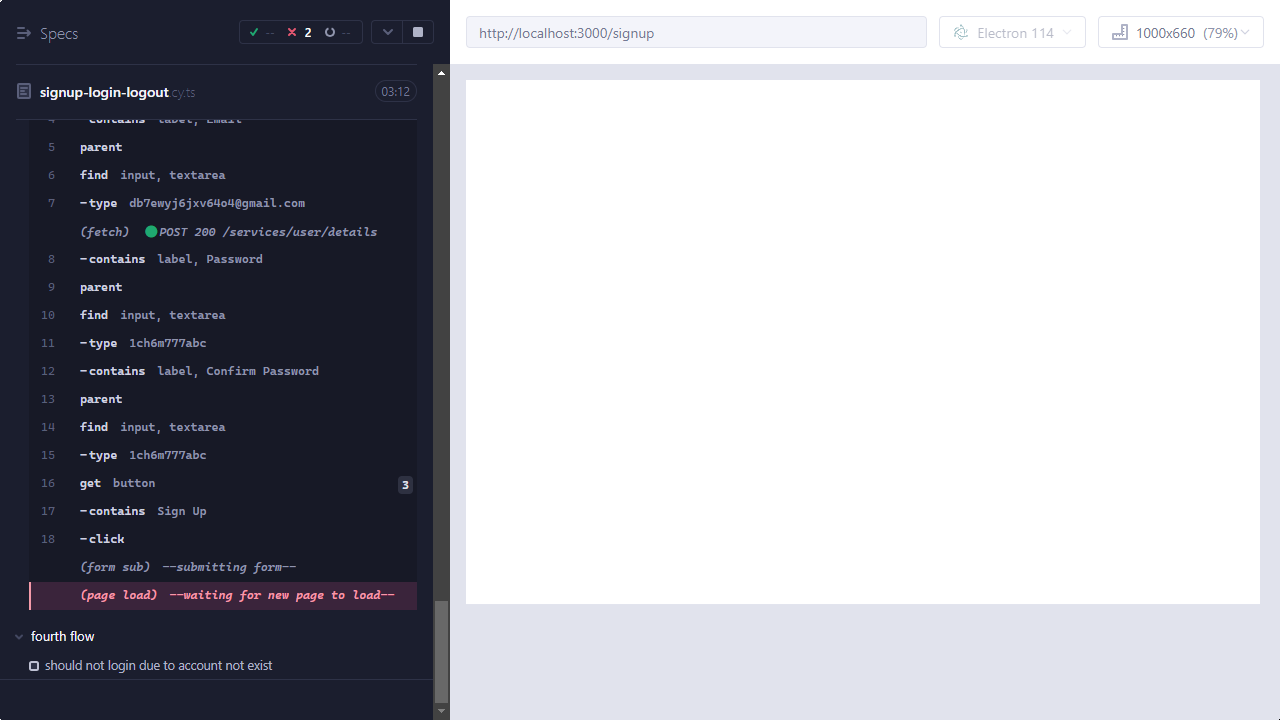 Specs
-- 2 --
http://localhost:3000/signup
Electron 114
1000x660 (79%)
signup-login-logout.cy.ts
03:12
4 -contains label, Email
5 parent
6 find input, textarea
7 -type db7ewyj6jxv64o4@gmail.com
(fetch) POST 200 /services/user/details
8 -contains label, Password
9 parent
10 find input, textarea
11 -type 1ch6m777abc
12 -contains label, Confirm Password
13 parent
14 find input, textarea
15 -type 1ch6m777abc
16 get button 3
17 -contains Sign Up
18 -click
(form sub) --submitting form--
(page load) --waiting for new page to load--
fourth flow
should not login due to account not exist